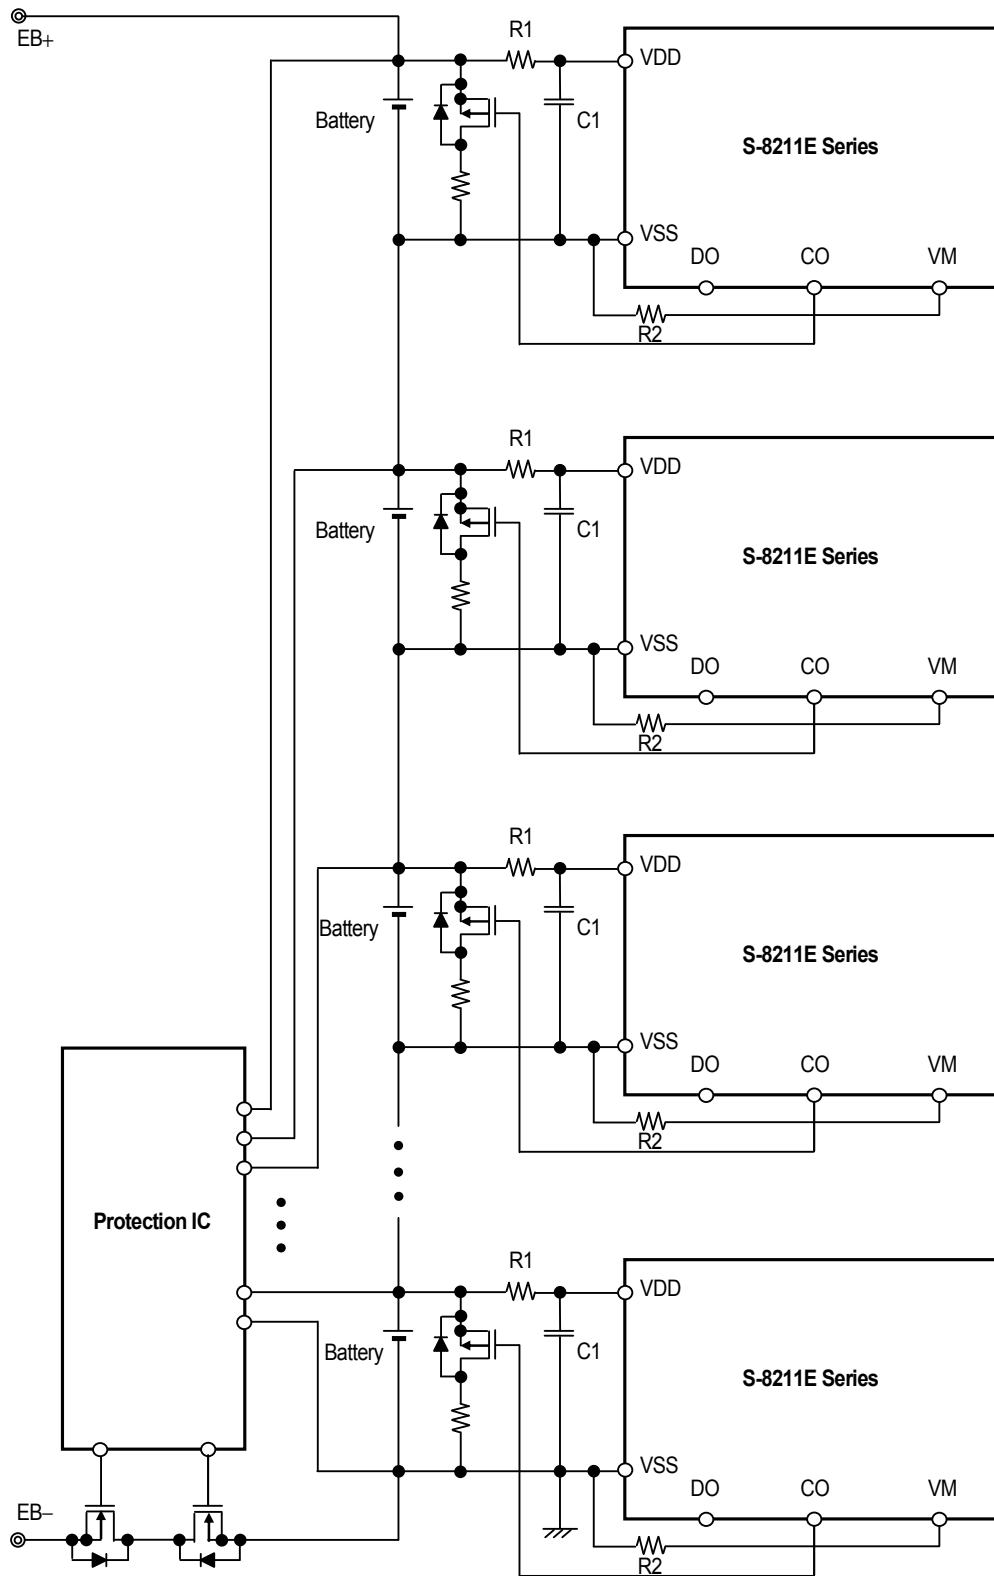 EB+
R1
VDD
Battery
C1
S-8211E Series
VSS
DO
CO
VM
R2
R1
VDD
Battery
C1
S-8211E Series
VSS
DO
CO
VM
R2
R1
VDD
Battery
C1
S-8211E Series
VSS
DO
CO
VM
R2
Protection IC
R1
VDD
Battery
C1
S-8211E Series
VSS
DO
CO
VM
EB−
R2